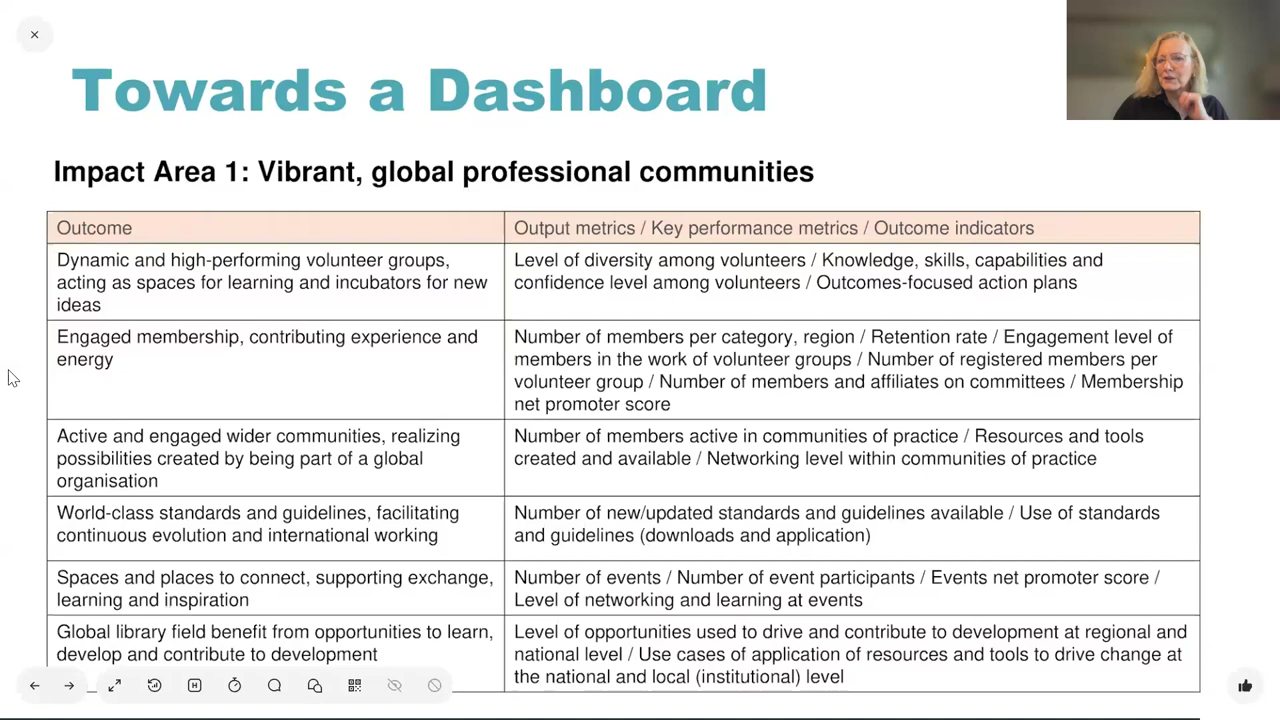 Towards a Dashboard
Impact Area 1: Vibrant, global professional communities
Outcome
Output metrics / Key performance metrics / Outcome indicators
Dynamic and high-performing volunteer groups,
acting as spaces for learning and incubators for new
ideas
Level of diversity among volunteers / Knowledge, skills, capabilities and
confidence level among volunteers / Outcomes-focused action plans
Engaged membership, contributing experience and
energy
Number of members per category, region / Retention rate / Engagement level of
members in the work of volunteer groups / Number of registered members per
volunteer group / Number of members and affiliates on committees / Membership
net promoter score
Active and engaged wider communities, realizing
possibilities created by being part of a global
organisation
Number of members active in communities of practice / Resources and tools
created and available / Networking level within communities of practice
World-class standards and guidelines, facilitating
continuous evolution and international working
Number of new/updated standards and guidelines available / Use of standards
and guidelines (downloads and application)
Spaces and places to connect, supporting exchange,
learning and inspiration
Number of events / Number of event participants / Events net promoter score /
Level of networking and learning at events
Global library field benefit from opportunities to learn,
develop and contribute to development
Level of opportunities used to drive and contribute to development at regional and
national level / Use cases of application of resources and tools to drive change at
the national and local (institutional) level